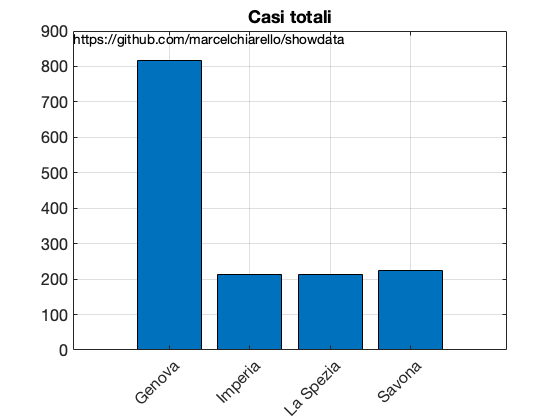 Casi totali
https://github.com/marcelchiarello/showdata
900
800
700
600
500
400
300
200
100
0
Genova
Imperia
La Spezia
Savona